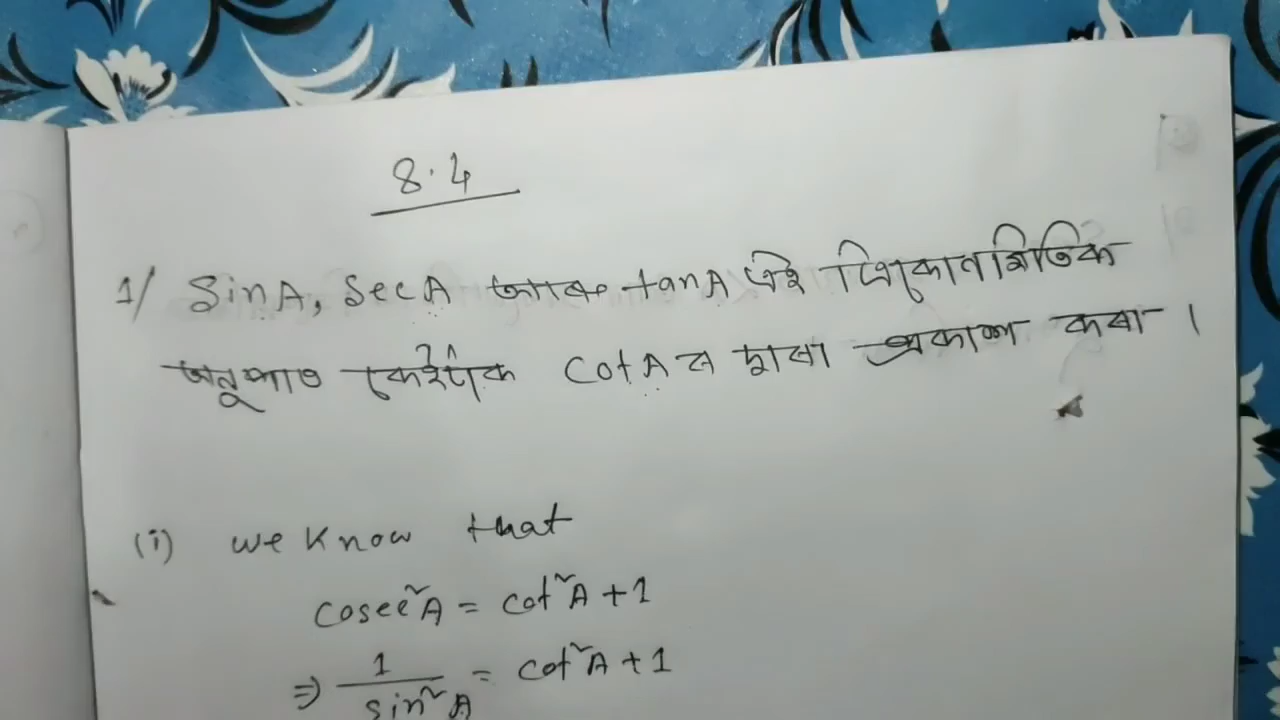 8.4
1/ SinA, SecA আৰু tanA এই ত্ৰিকোনমিতিক
অনুপাত কেইটাক CotA ৰ দ্বাৰা প্ৰকাশ কৰা ।
(i) we know that
cosec²A = cot²A + 1
⇒ 1/sin²A = cot²A + 1